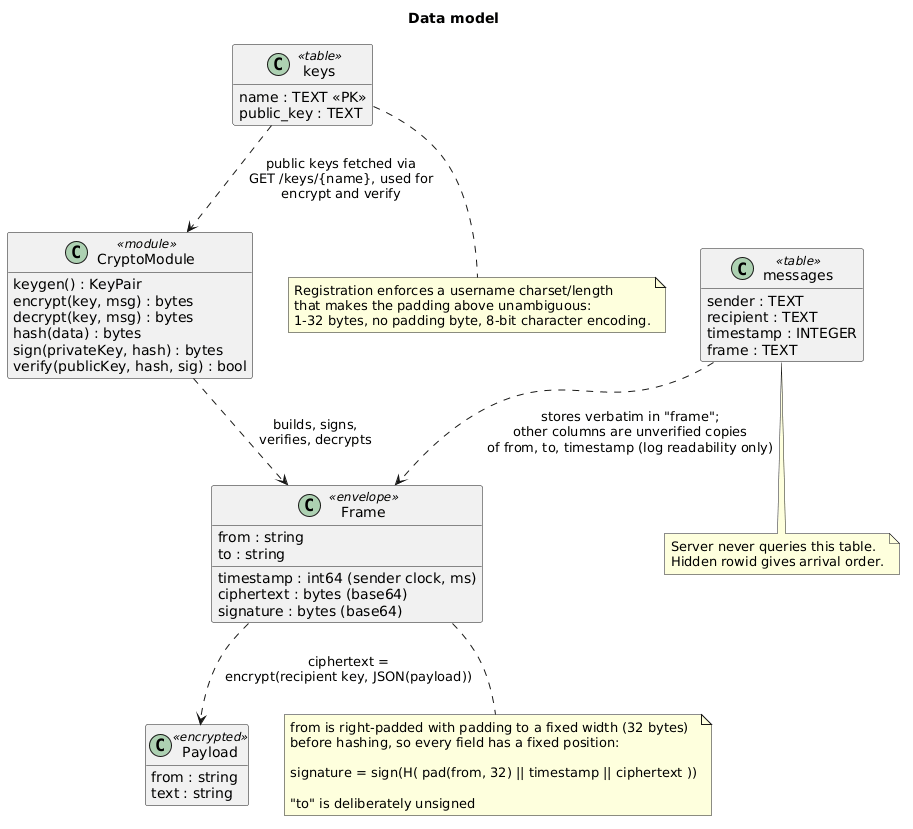 Data model
C
«table»
keys
name : TEXT «PK»
public_key : TEXT
public keys fetched via
GET /keys/{name}, used for
encrypt and verify
C
«module»
CryptoModule
keygen() : KeyPair
encrypt(key, msg) : bytes
decrypt(key, msg) : bytes
hash(data) : bytes
sign(privateKey, hash) : bytes
verify(publicKey, hash, sig) : bool
Registration enforces a username charset/length
that makes the padding above unambiguous:
1-32 bytes, no padding byte, 8-bit character encoding.
C
«table»
messages
sender : TEXT
recipient : TEXT
timestamp : INTEGER
frame : TEXT
builds, signs,
verifies, decrypts
stores verbatim in "frame";
other columns are unverified copies
of from, to, timestamp (log readability only)
C
«envelope»
Frame
from : string
to : string
timestamp : int64 (sender clock, ms)
ciphertext : bytes (base64)
signature : bytes (base64)
Server never queries this table.
Hidden rowid gives arrival order.
ciphertext =
encrypt(recipient key, JSON(payload))
C
«encrypted»
Payload
from : string
text : string
from is right-padded with padding to a fixed width (32 bytes)
before hashing, so every field has a fixed position:
signature = sign(H( pad(from, 32) || timestamp || ciphertext ))
"to" is deliberately unsigned